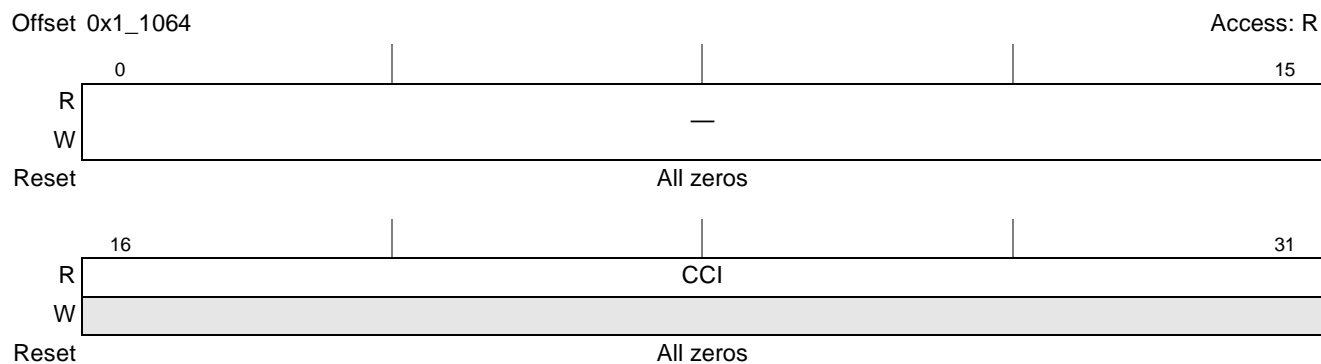 Offset 0x1_1064 Access: R
0 15
R
—
W
Reset All zeros
16 31
R CCI
W
Reset All zeros